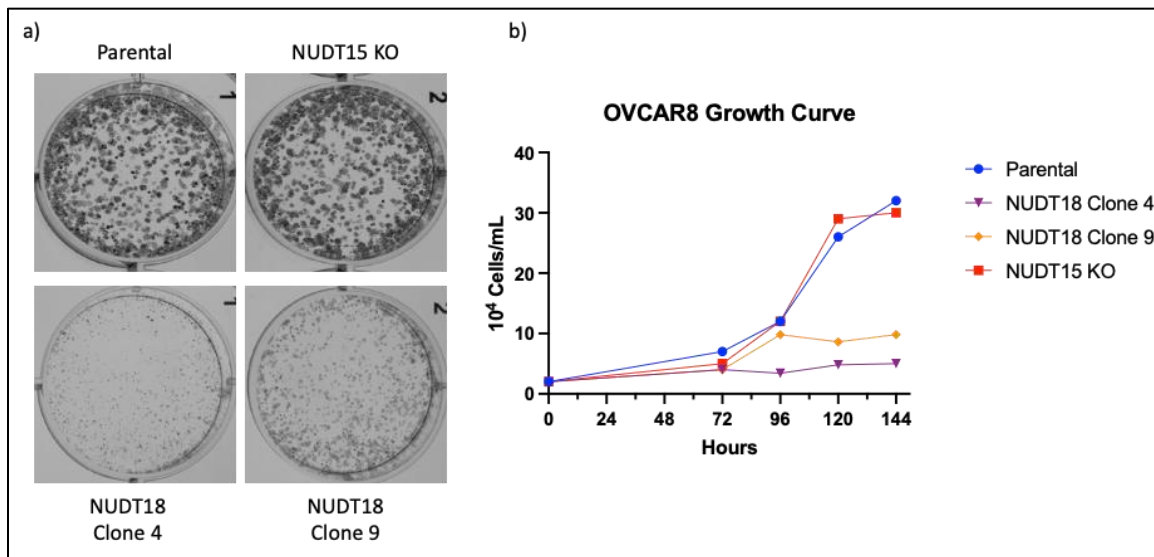 a)
Parental
NUDT15 KO
1
2
1
2
NUDT18
Clone 4
NUDT18
Clone 9
b)
OVCAR8 Growth Curve
10⁴ Cells/mL
40
30
20
10
0
0 24 48 72 96 120 144
Hours
Parental
NUDT18 Clone 4
NUDT18 Clone 9
NUDT15 KO